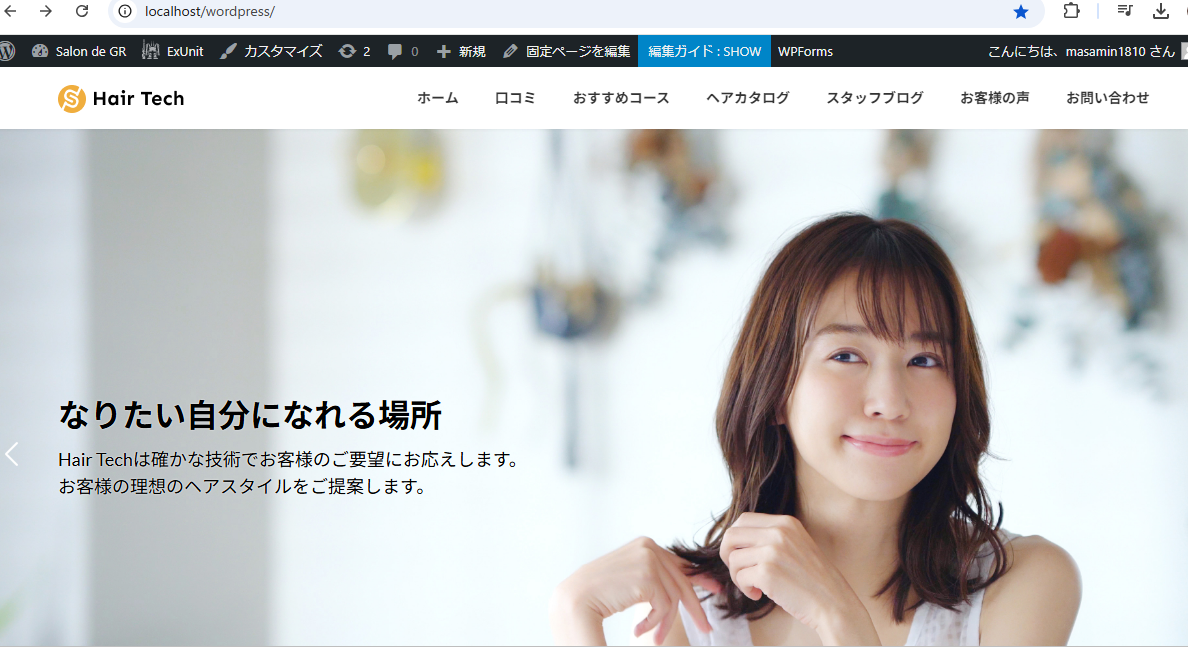 localhost/wordpress/
Salon de GR ExUnit カスタマイズ 2 0 新規 固定ページを編集 編集ガイド : SHOW WPForms こんにちは、masamin1810 さん
Hair Tech ホーム 口コミ おすすめコース ヘアカタログ スタッフブログ お客様の声 お問い合わせ
なりたい自分になれる場所
Hair Techは確かな技術でお客様のご要望にお応えします。
お客様の理想のヘアスタイルをご提案します。